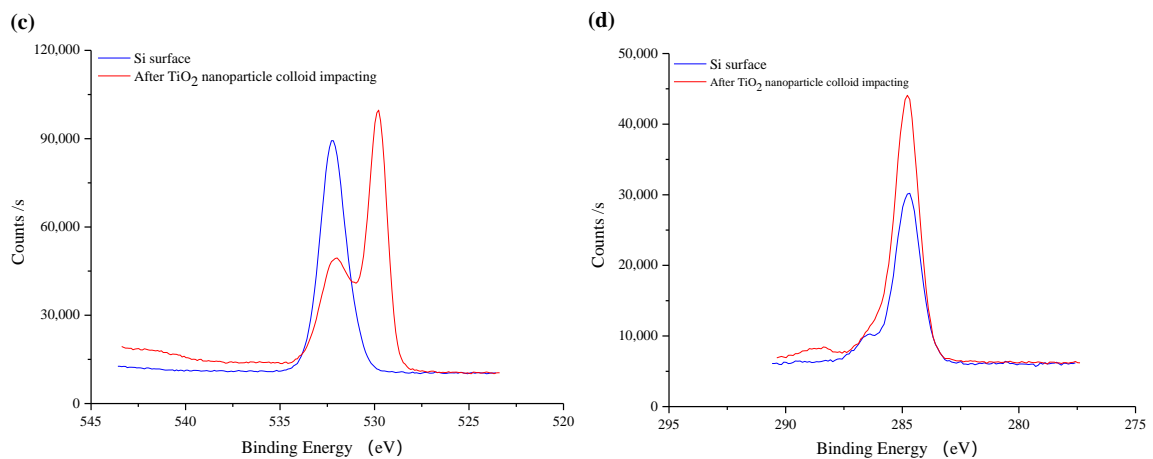 (c)
120,000
90,000
60,000
30,000
0
Counts /s
Si surface
After TiO2 nanoparticle colloid impacting
545 540 535 530 529 520
Binding Energy (eV)
(d)
50,000
40,000
30,000
20,000
10,000
0
Counts /s
Si surface
After TiO2 nanoparticle colloid impacting
295 290 285 280 275
Binding Energy (eV)